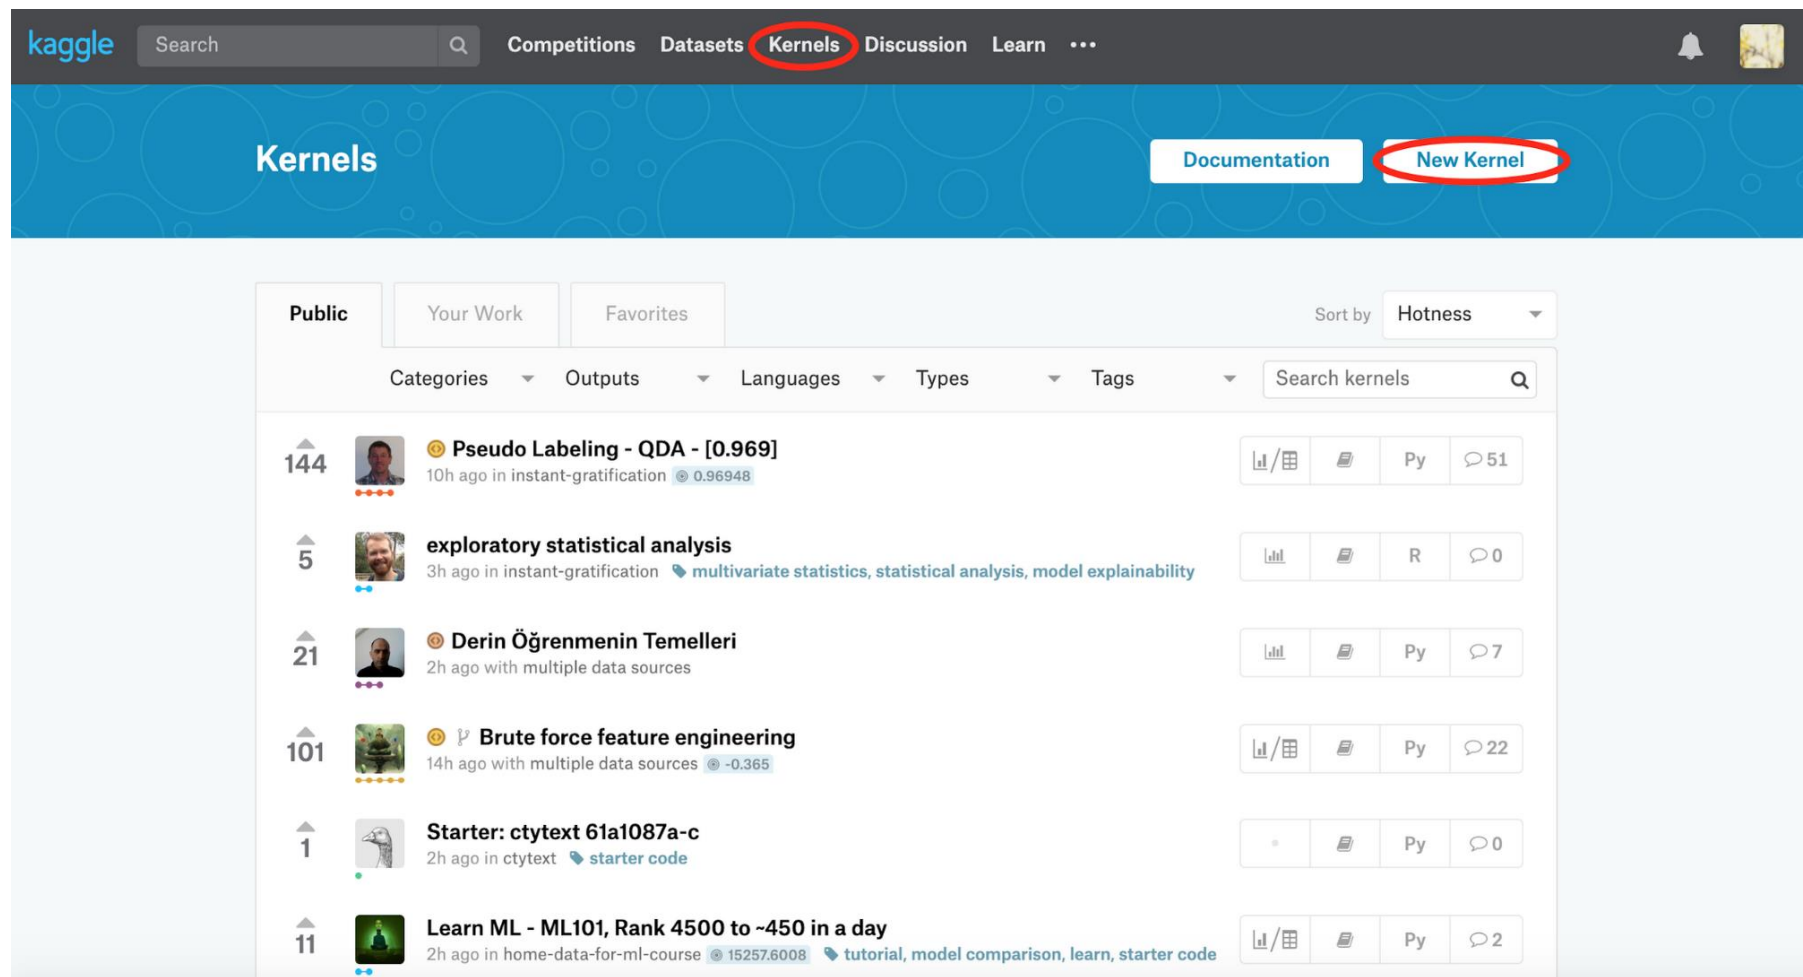 kaggle Search Competitions Datasets Kernels Discussion Learn
Kernels Documentation New Kernel
Public Your Work Favorites Sort by Hotness
Categories Outputs Languages Types Tags Search kernels
144 Pseudo Labeling - QDA - [0.969] Py 51
10h ago in instant-gratification 0.96948
5 exploratory statistical analysis R 0
3h ago in instant-gratification multivariate statistics, statistical analysis, model explainability
21 Derin Öğrenmenin Temelleri Py 7
2h ago with multiple data sources
101 Brute force feature engineering Py 22
14h ago with multiple data sources -0.365
1 Starter: ctytext 61a1087a-c Py 0
2h ago in ctytext starter code
11 Learn ML - ML101, Rank 4500 to ~450 in a day Py 2
2h ago in home-data-for-ml-course 15257.6008 tutorial, model comparison, learn, starter code